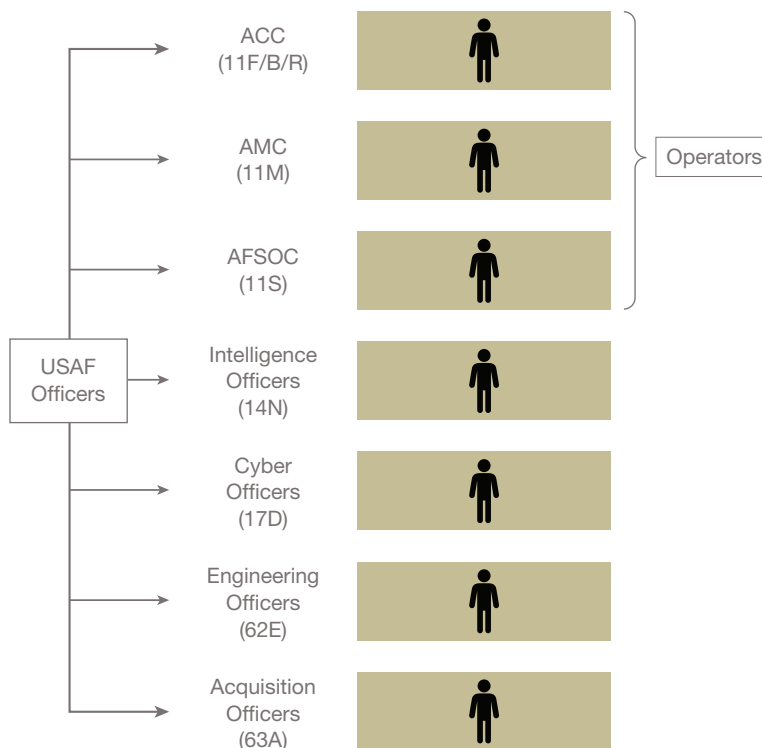 ACC
(11F/B/R)
AMC
(11M)
Operators
AFSOC
(11S)
USAF
Officers
Intelligence
Officers
(14N)
Cyber
Officers
(17D)
Engineering
Officers
(62E)
Acquisition
Officers
(63A)